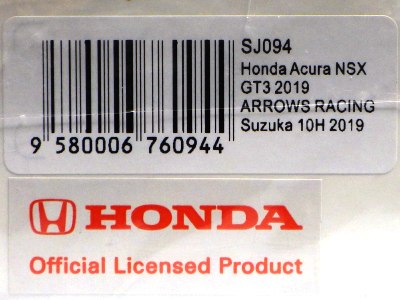 SJ094
Honda Acura NSX
GT3 2019
ARROWS RACING
Suzuka 10H 2019
9 580006 760944
HONDA
Official Licensed Product